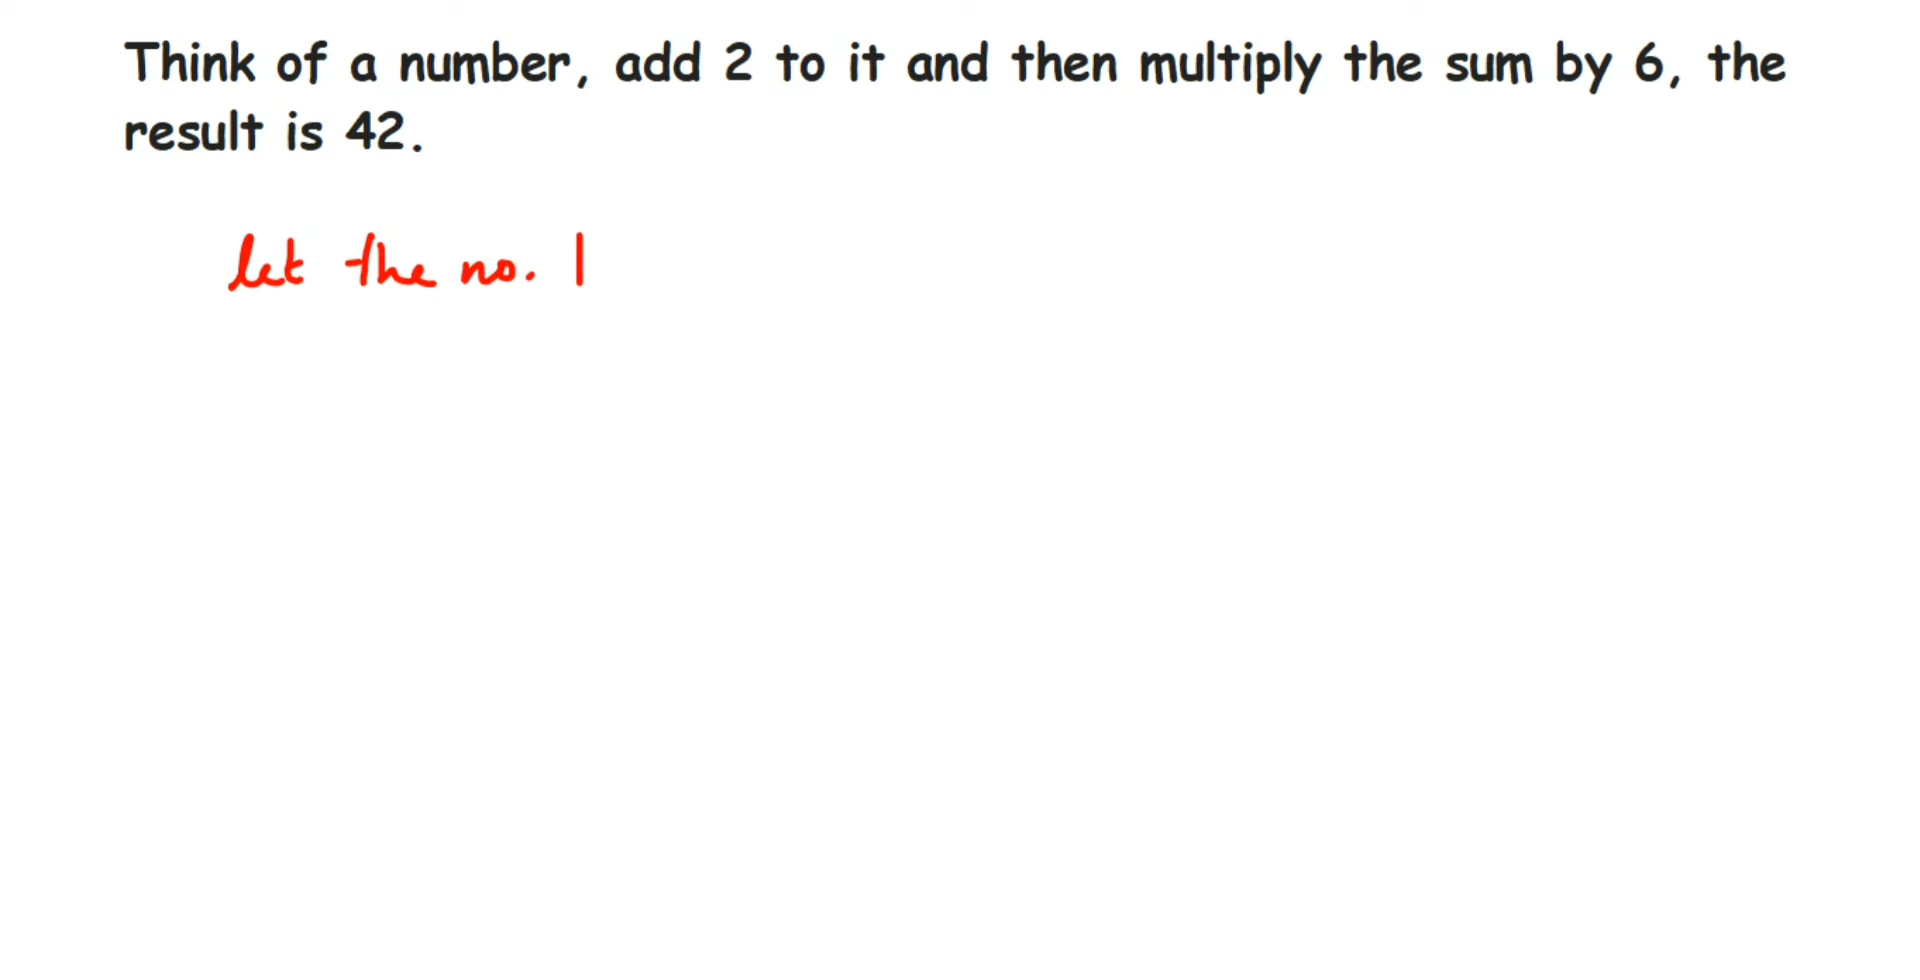 Think of a number, add 2 to it and then multiply the sum by 6, the
result is 42.
let the no. l